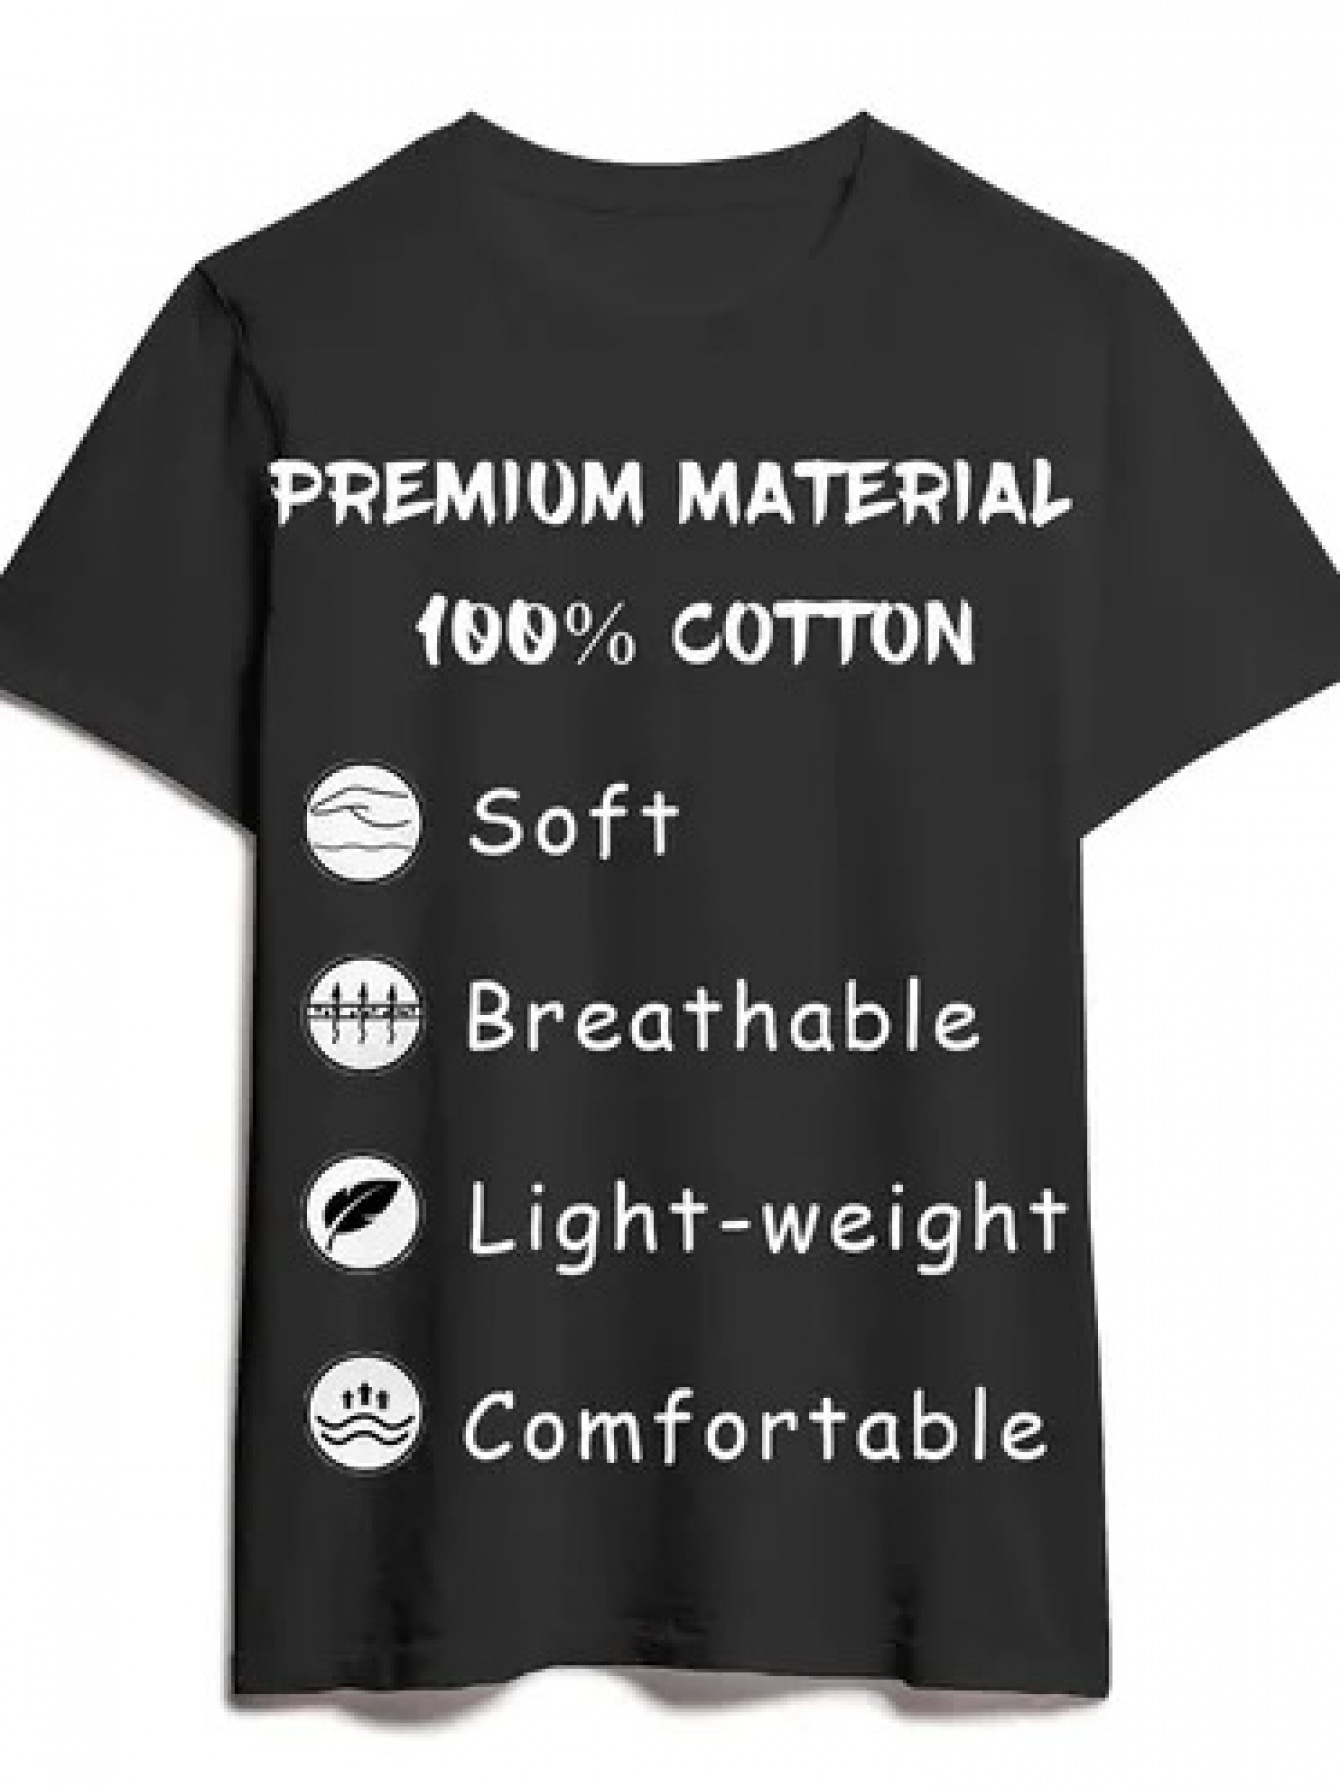 PREMIUM MATERIAL
100% COTTON
Soft
Breathable
Light-weight
Comfortable